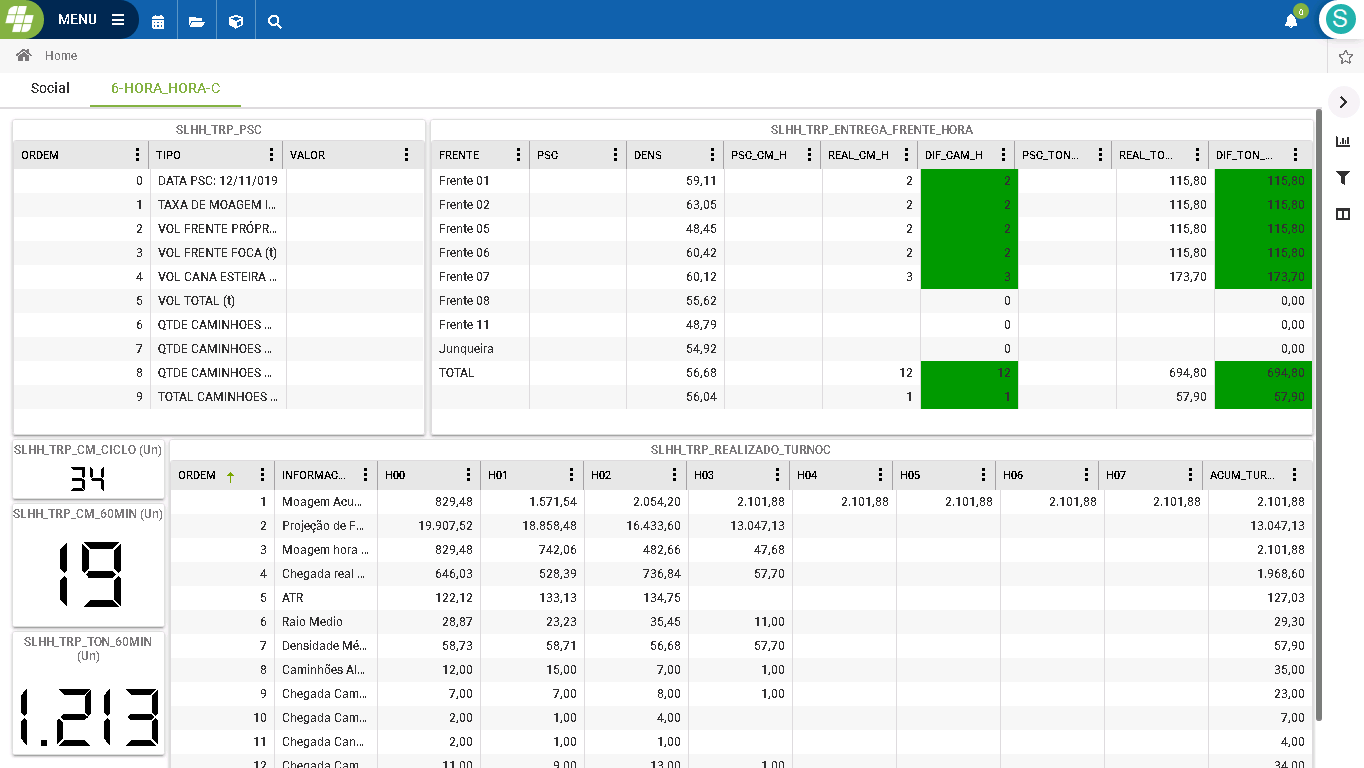 MENU
0
S
Home
Social 6-HORA_HORA-C
SLHH_TRP_PSC
ORDEM TIPO VALOR
0 DATA PSC: 12/11/019
1 TAXA DE MOAGEM I...
2 VOL FRENTE PRÓPR...
3 VOL FRENTE FOCA (t)
4 VOL CANA ESTEIRA ...
5 VOL TOTAL (t)
6 QTDE CAMINHOES ...
7 QTDE CAMINHOES ...
8 QTDE CAMINHOES ...
9 TOTAL CAMINHOES ...
SLHH_TRP_ENTREGA_FRENTE_HORA
FRENTE PSC DENS PSC_CM_H REAL_CM_H DIF_CAM_H PSC_TON... REAL_TO... DIF_TON_...
Frente 01 59,11 2 2 115,80 115,80
Frente 02 63,05 2 2 115,80 115,80
Frente 05 48,45 2 2 115,80 115,80
Frente 06 60,42 2 2 115,80 115,80
Frente 07 60,12 3 3 173,70 173,70
Frente 08 55,62 0 0,00
Frente 11 48,79 0 0,00
Junqueira 54,92 0 0,00
TOTAL 56,68 12 12 694,80 694,80
56,04 1 1 57,90 57,90
SLHH_TRP_CM_CICLO (Un)
34
SLHH_TRP_CM_60MIN (Un)
19
SLHH_TRP_TON_60MIN
(Un)
1.213
SLHH_TRP_REALIZADO_TURNOC
ORDEM INFORMAC... H00 H01 H02 H03 H04 H05 H06 H07 ACUM_TUR...
1 Moagem Acu... 829,48 1.571,54 2.054,20 2.101,88 2.101,88 2.101,88 2.101,88 2.101,88 2.101,88
2 Projeção de F... 19.907,52 18.858,48 16.433,60 13.047,13 13.047,13
3 Moagem hora ... 829,48 742,06 482,66 47,68 2.101,88
4 Chegada real ... 646,03 528,39 736,84 57,70 1.968,60
5 ATR 122,12 133,13 134,75 127,03
6 Raio Medio 28,87 23,23 35,45 11,00 29,30
7 Densidade Mé... 58,73 58,71 56,68 57,70 57,90
8 Caminhões Al... 12,00 15,00 7,00 1,00 35,00
9 Chegada Cam... 7,00 7,00 8,00 1,00 23,00
10 Chegada Cam... 2,00 1,00 4,00 7,00
11 Chegada Can... 2,00 1,00 1,00 4,00
12 Chegada Cam... 11,00 9,00 13,00 1,00 34,00